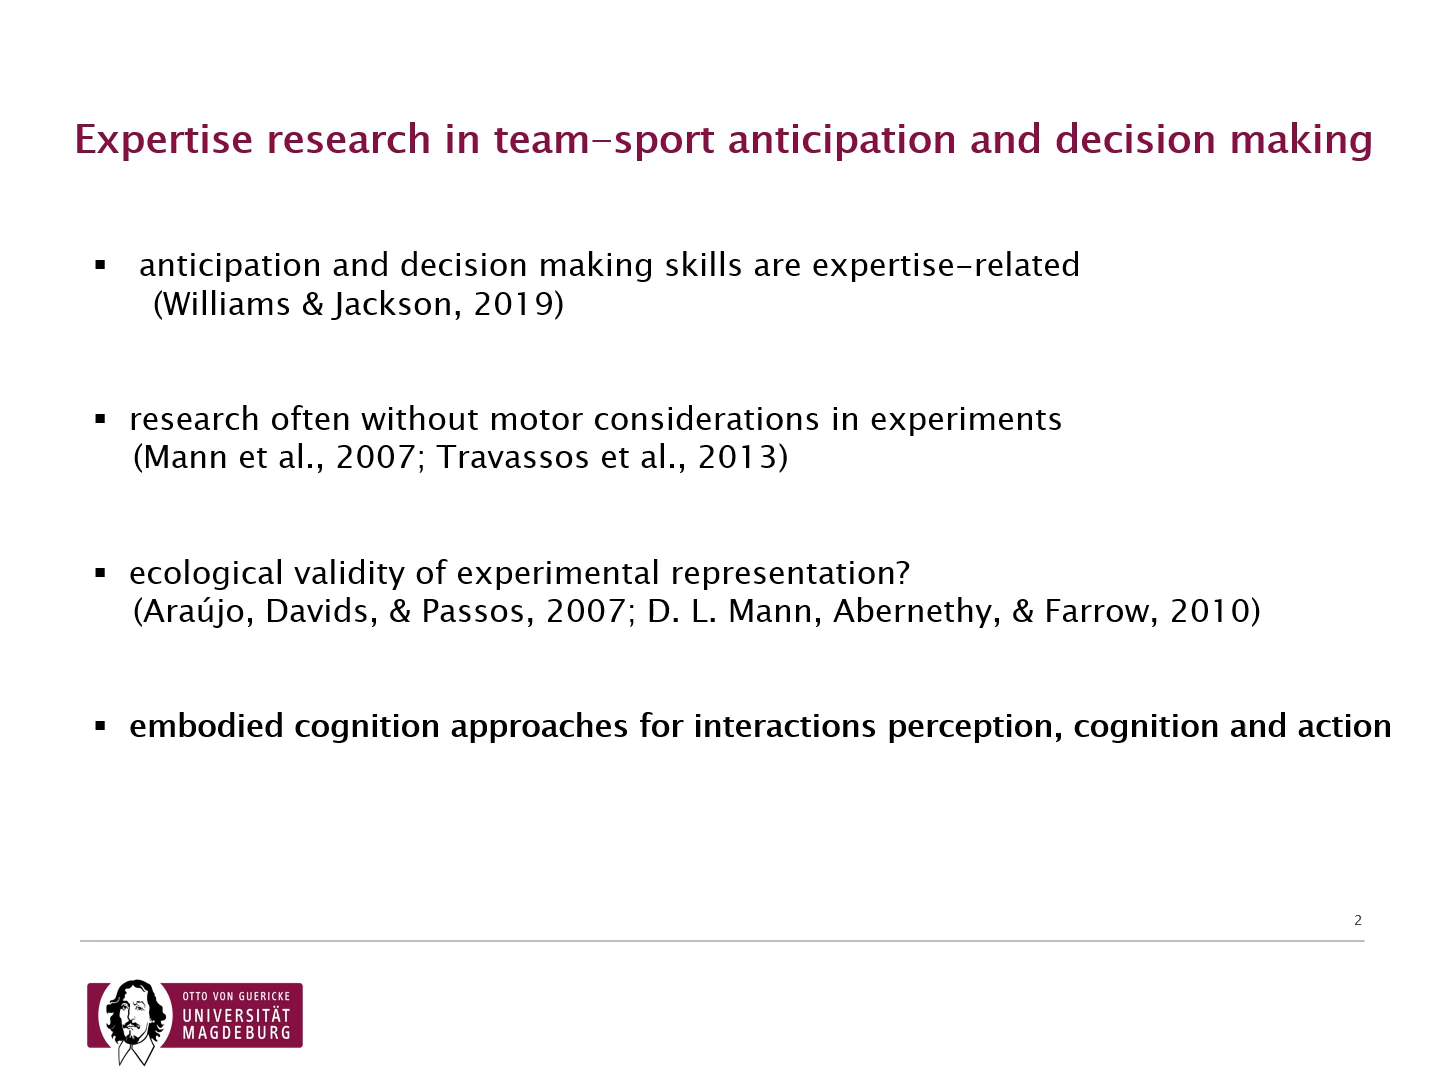 Expertise research in team-sport anticipation and decision making
▪ anticipation and decision making skills are expertise-related
(Williams & Jackson, 2019)
▪ research often without motor considerations in experiments
(Mann et al., 2007; Travassos et al., 2013)
▪ ecological validity of experimental representation?
(Araújo, Davids, & Passos, 2007; D. L. Mann, Abernethy, & Farrow, 2010)
▪ embodied cognition approaches for interactions perception, cognition and action
2
OTTO VON GUERICKE
UNIVERSITÄT
MAGDEBURG